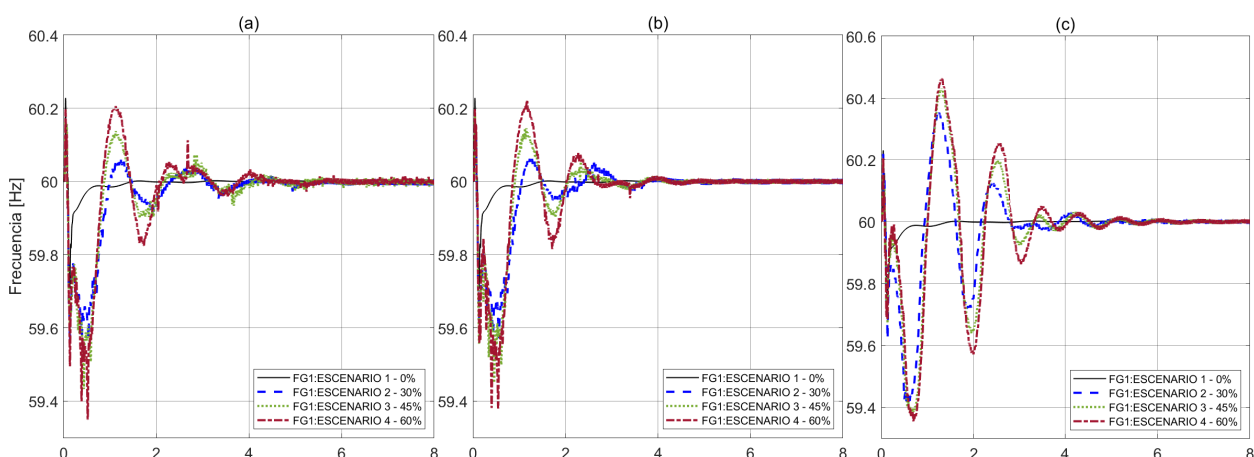 (a)
60.4
60.2
60
59.8
59.6
59.4
Frecuencia [Hz]
FG1:ESCENARIO 1 - 0%
FG1:ESCENARIO 2 - 30%
FG1:ESCENARIO 3 - 45%
FG1:ESCENARIO 4 - 60%
0
2
4
6
8
(b)
60.4
60.2
60
59.8
59.6
59.4
FG1:ESCENARIO 1 - 0%
FG1:ESCENARIO 2 - 30%
FG1:ESCENARIO 3 - 45%
FG1:ESCENARIO 4 - 60%
0
2
4
6
8
(c)
60.6
60.4
60.2
60
59.8
59.6
59.4
FG1:ESCENARIO 1 - 0%
FG1:ESCENARIO 2 - 30%
FG1:ESCENARIO 3 - 45%
FG1:ESCENARIO 4 - 60%
0
2
4
6
8